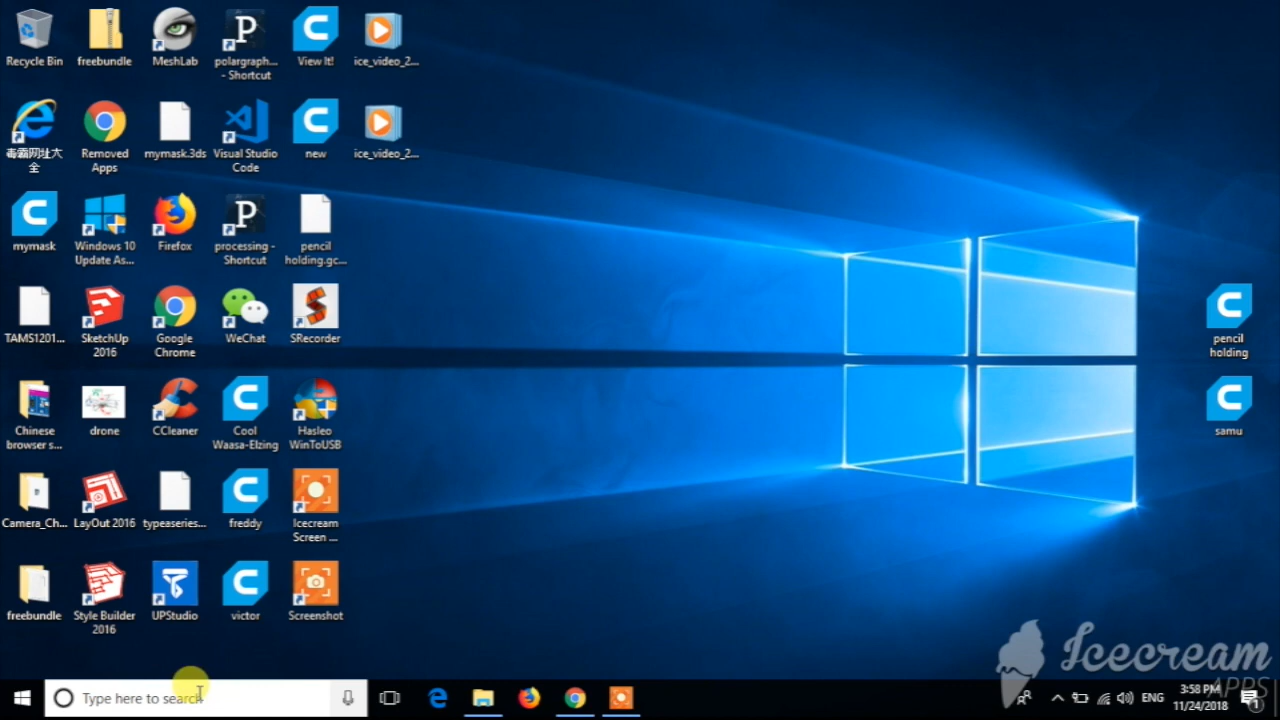 Recycle Bin
freebundle
MeshLab
polargraph...
- Shortcut
View It!
ice_video_2...
毒霸网址大
全
Removed
Apps
mymask.3ds
Visual Studio
Code
new
ice_video_2...
mymask
Windows 10
Update As...
Firefox
processing -
Shortcut
pencil
holding.gc...
TAMS1201...
SketchUp
2016
Google
Chrome
WeChat
SRecorder
pencil
holding
Chinese
browser s...
drone
CCleaner
Cool
Waasa-Elzing
Hasleo
WinToUSB
samu
Camera_Ch...
LayOut 2016
typeaseries...
freddy
Icecream
Screen ...
freebundle
Style Builder
2016
UPStudio
victor
Screenshot
Icecream
APPS
Type here to search
ENG
3:58 PM
11/24/2018
1